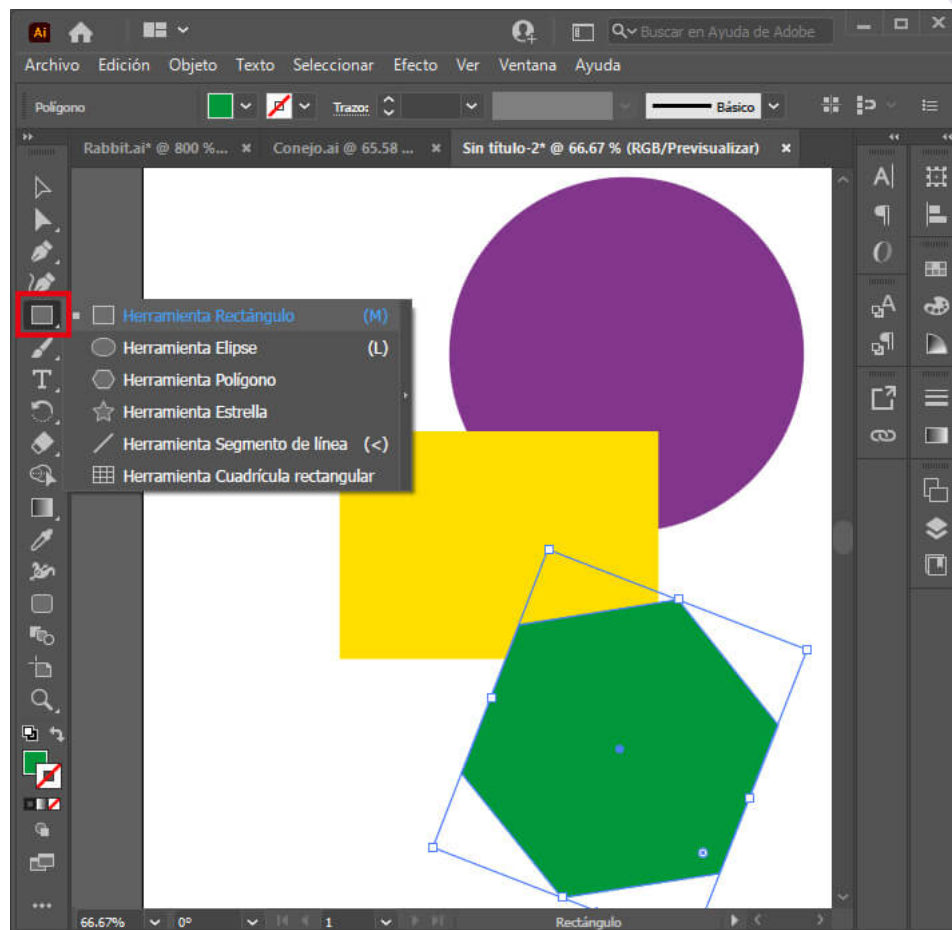 Ai
Buscar en Ayuda de Adobe
Archivo Edición Objeto Texto Seleccionar Efecto Ver Ventana Ayuda
Polígono Trazo: Básico
Rabbit.ai* @ 800 %... × Conejo.ai @ 65.58 ... × Sin título-2* @ 66.67 % (RGB/Previsualizar) ×
Herramienta Rectángulo (M)
Herramienta Elipse (L)
Herramienta Polígono
Herramienta Estrella
Herramienta Segmento de línea (<)
Herramienta Cuadrícula rectangular
66.67% 0° 1 Rectángulo